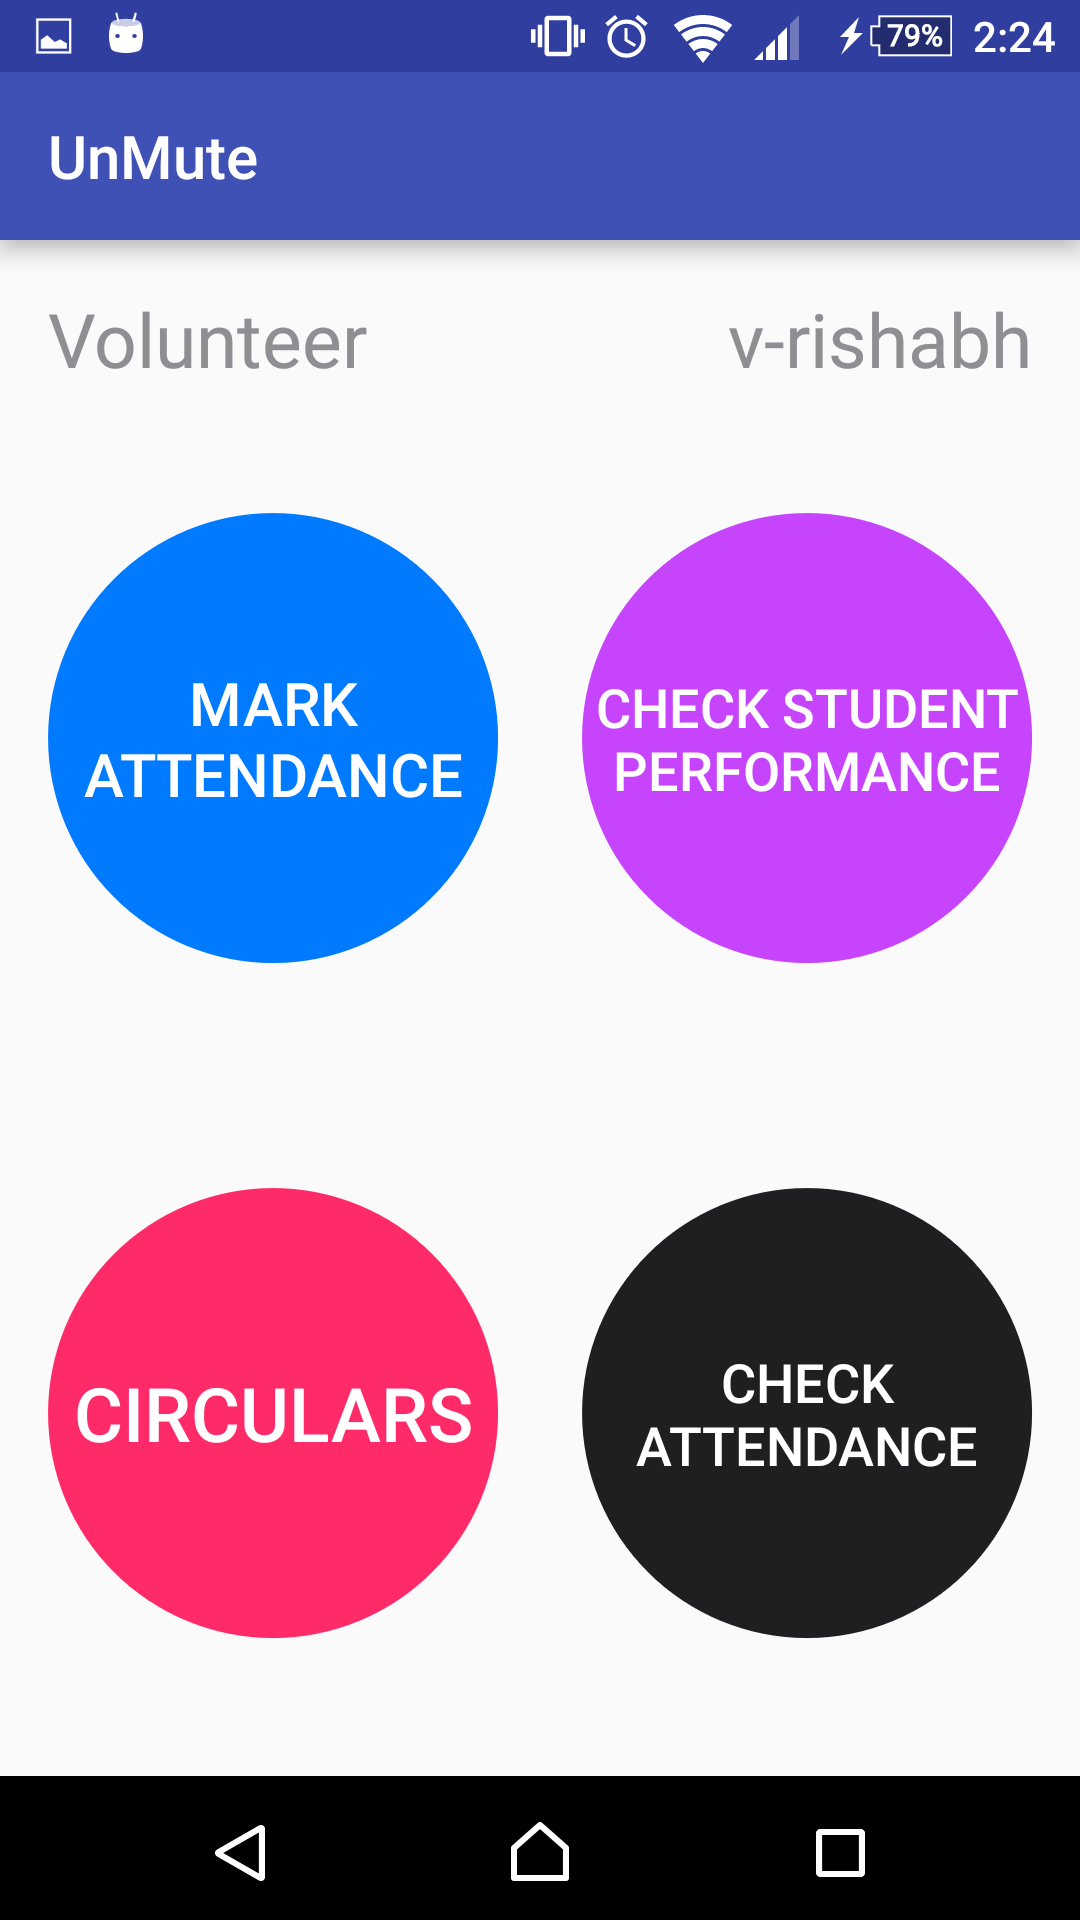 79% 2:24
UnMute
Volunteer v-rishabh
MARK
ATTENDANCE
CHECK STUDENT
PERFORMANCE
CIRCULARS
CHECK
ATTENDANCE